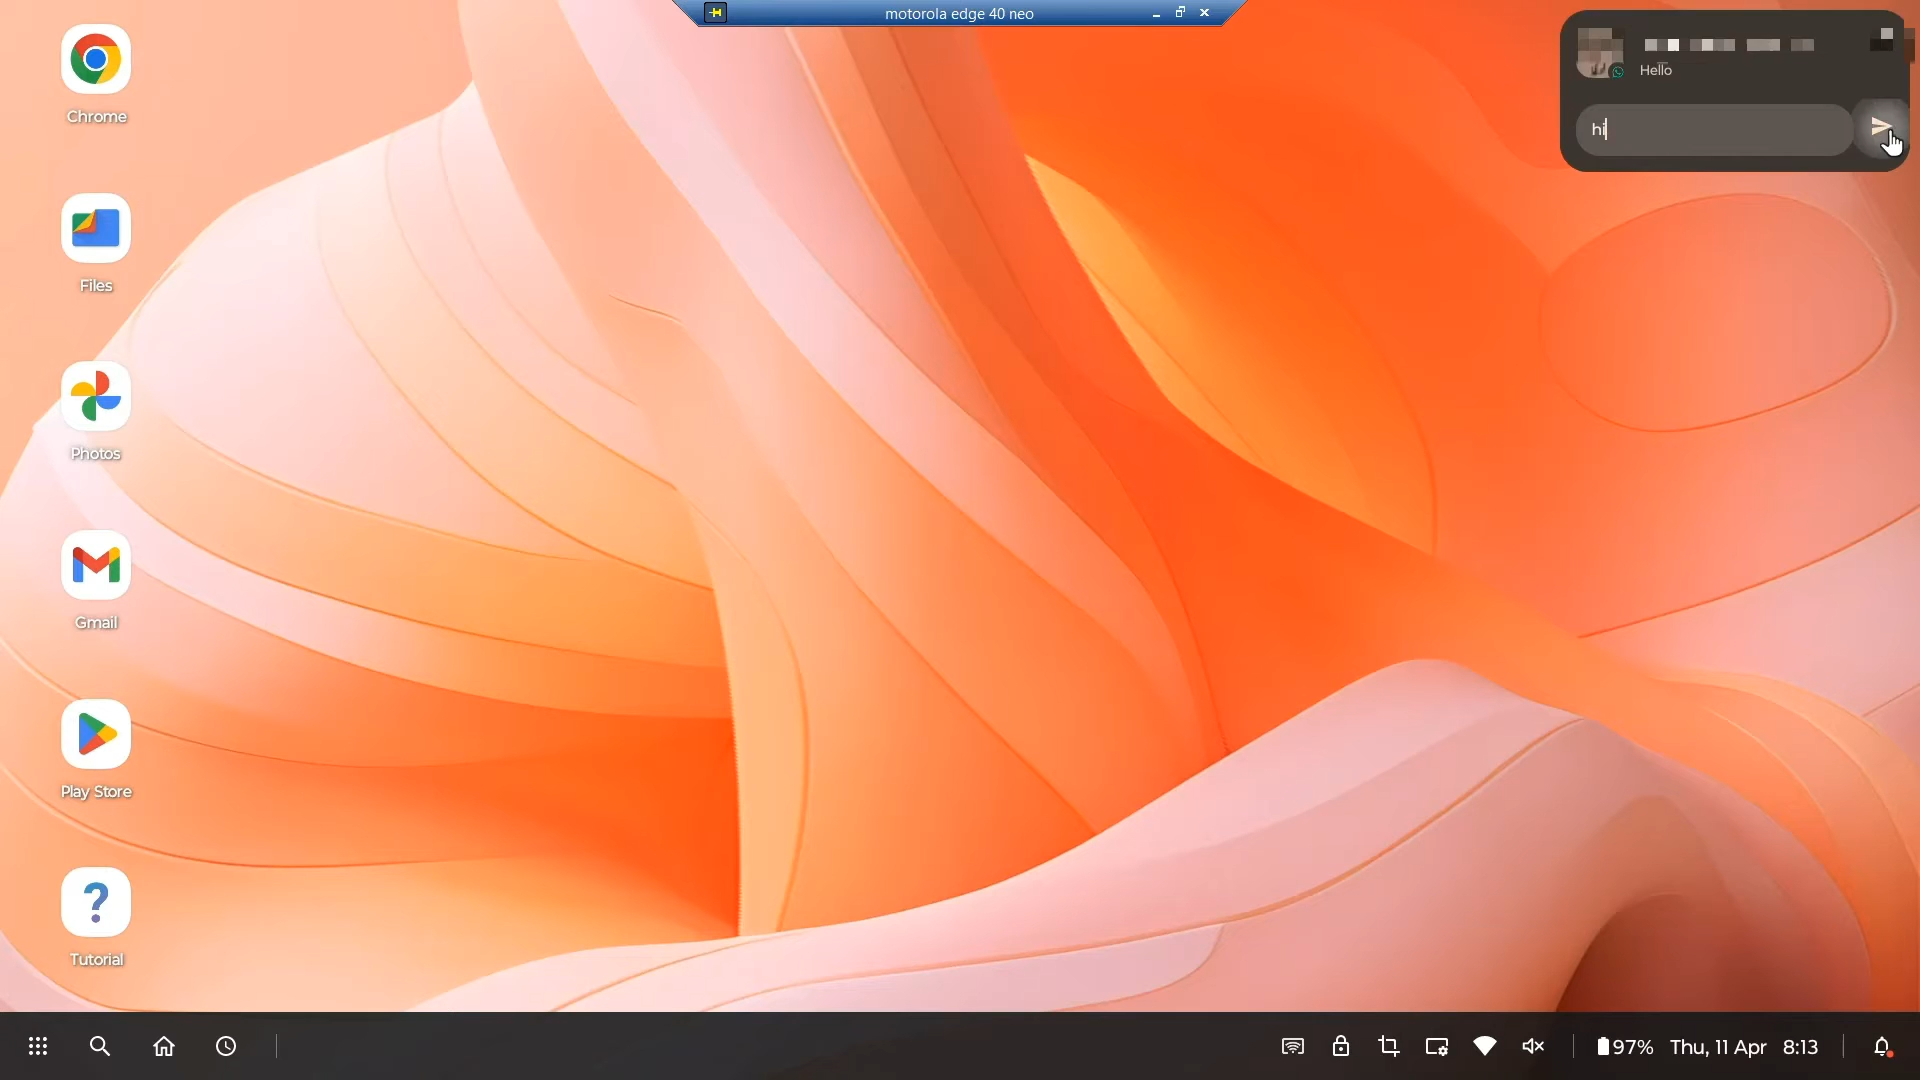 motorola edge 40 neo
Hello
hi
Chrome
Files
Photos
Gmail
Play Store
Tutorial
97% Thu, 11 Apr 8:13